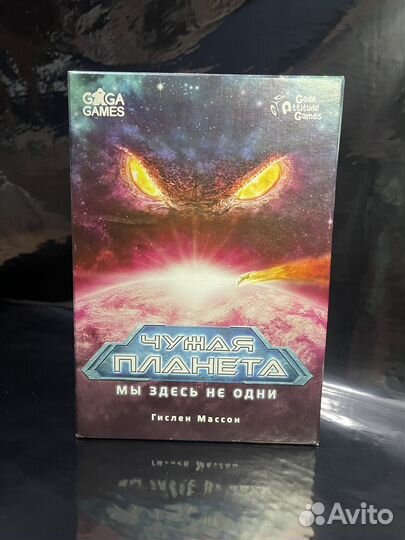 GAGA
GAMES
Geek
Attitude
Games
ЧУЖАЯ
ПЛАНЕТА
МЫ ЗДЕСЬ НЕ ОДНИ
Гислен Массон
Avito